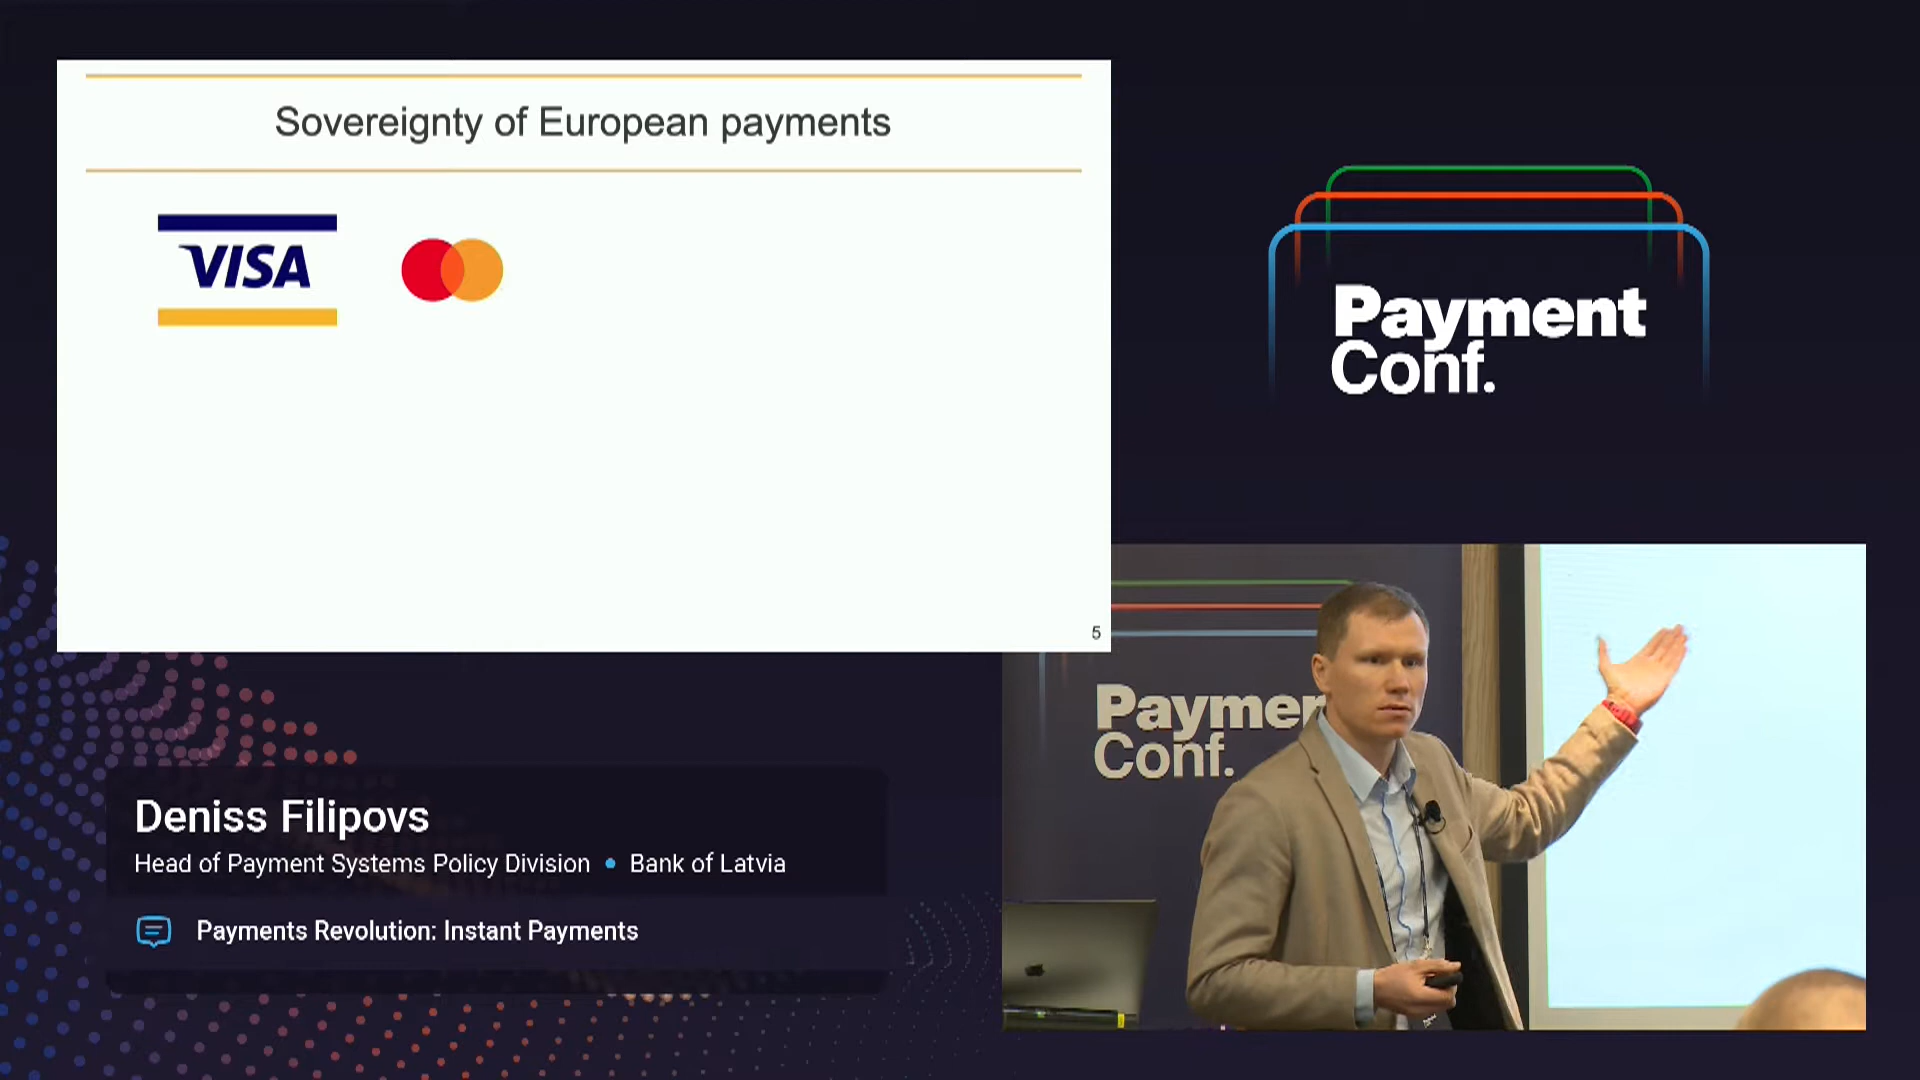 Sovereignty of European payments
VISA
5
Payment
Conf.
Paymen
Conf.
Deniss Filipovs
Head of Payment Systems Policy Division • Bank of Latvia
Payments Revolution: Instant Payments